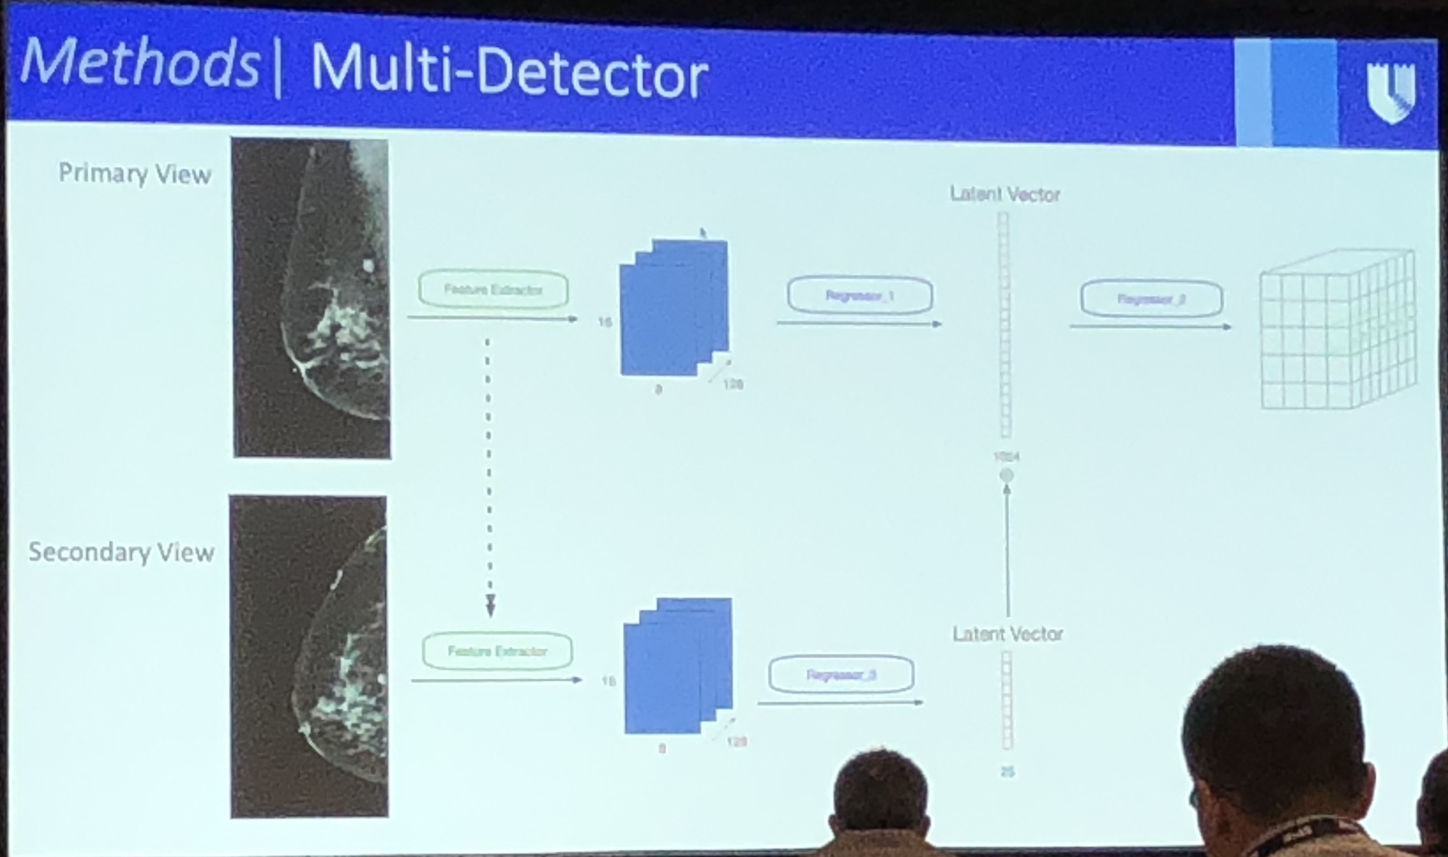 Methods| Multi-Detector
Primary View
Feature Extractor
16
8
128
Regressor_1
Latent Vector
1024
Regressor_2
Secondary View
Feature Extractor
16
8
128
Regressor_3
Latent Vector
25